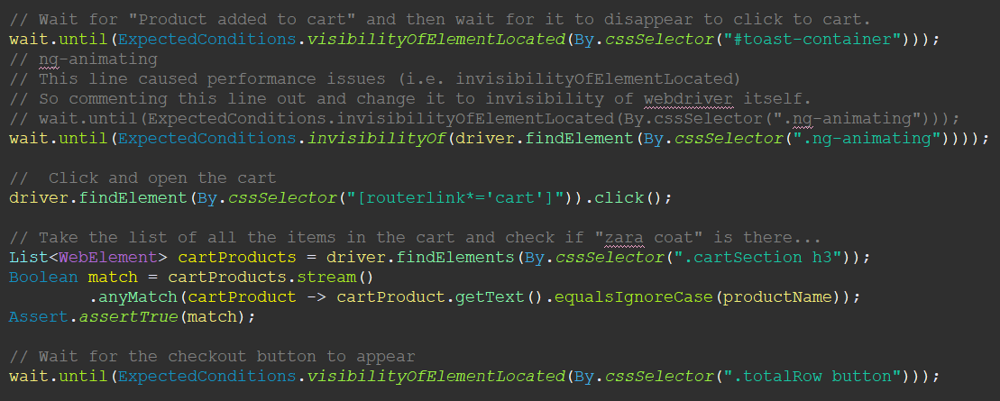 // Wait for "Product added to cart" and then wait for it to disappear to click to cart.
wait.until(ExpectedConditions.visibilityOfElementLocated(By.cssSelector("#toast-container")));
// ng-animating
// This line caused performance issues (i.e. invisibilityOfElementLocated)
// So commenting this line out and change it to invisibility of webdriver itself.
// wait.until(ExpectedConditions.invisibilityOfElementLocated(By.cssSelector(".ng-animating")));
wait.until(ExpectedConditions.invisibilityOf(driver.findElement(By.cssSelector(".ng-animating"))));
//  Click and open the cart
driver.findElement(By.cssSelector("[routerlink*='cart']")).click();
// Take the list of all the items in the cart and check if "zara coat" is there...
List<WebElement> cartProducts = driver.findElements(By.cssSelector(".cartSection h3"));
Boolean match = cartProducts.stream()
        .anyMatch(cartProduct -> cartProduct.getText().equalsIgnoreCase(productName));
Assert.assertTrue(match);
// Wait for the checkout button to appear
wait.until(ExpectedConditions.visibilityOfElementLocated(By.cssSelector(".totalRow button")));